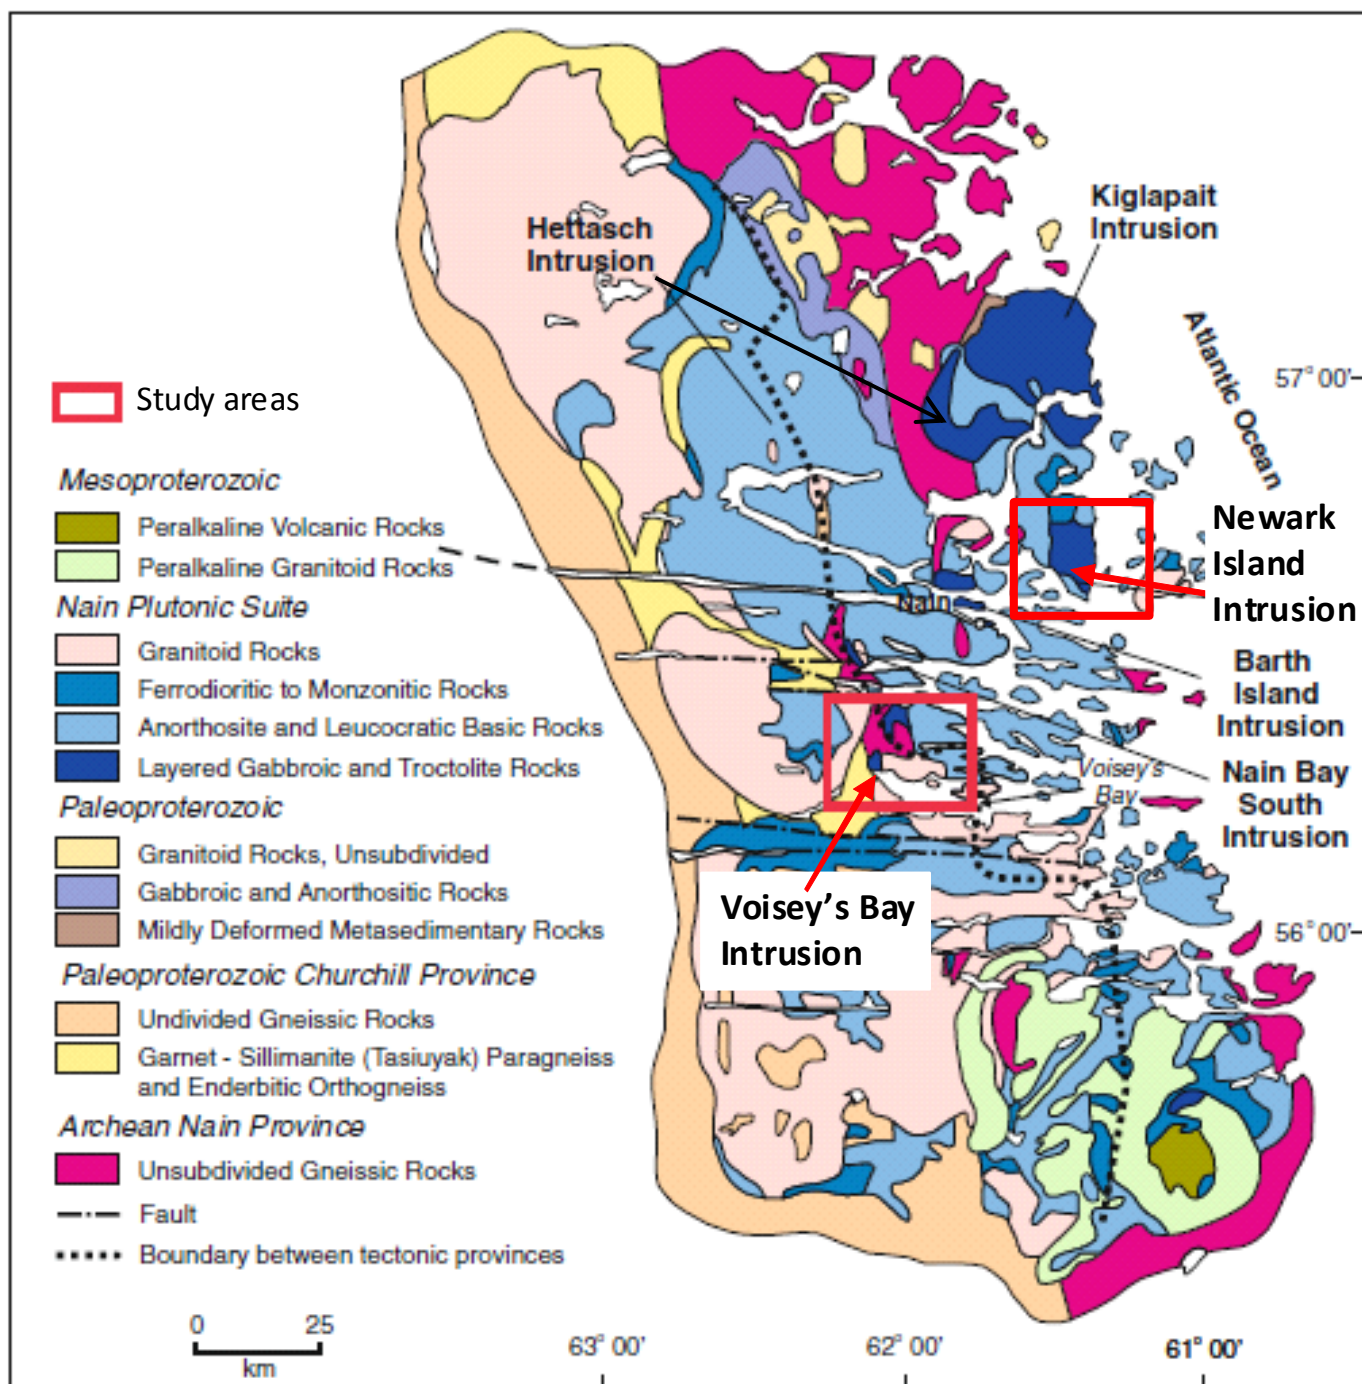 Hettasch
Intrusion
Kiglapait
Intrusion
Atlantic Ocean
57° 00'
Study areas
Mesoproterozoic
Peralkaline Volcanic Rocks
Peralkaline Granitoid Rocks
Nain Plutonic Suite
Granitoid Rocks
Ferrodioritic to Monzonitic Rocks
Anorthosite and Leucocratic Basic Rocks
Layered Gabbroic and Troctolite Rocks
Paleoproterozoic
Granitoid Rocks, Unsubdivided
Gabbroic and Anorthositic Rocks
Mildly Deformed Metasedimentary Rocks
Paleoproterozoic Churchill Province
Undivided Gneissic Rocks
Garnet - Sillimanite (Tasiuyak) Paragneiss
and Enderbitic Orthogneiss
Archean Nain Province
Unsubdivided Gneissic Rocks
Fault
Boundary between tectonic provinces
Newark
Island
Intrusion
Nain
Barth
Island
Intrusion
Voisey's
Bay
Nain Bay
South
Intrusion
Voisey’s Bay
Intrusion
56° 00'
0 25
km
63° 00'
62° 00'
61° 00'